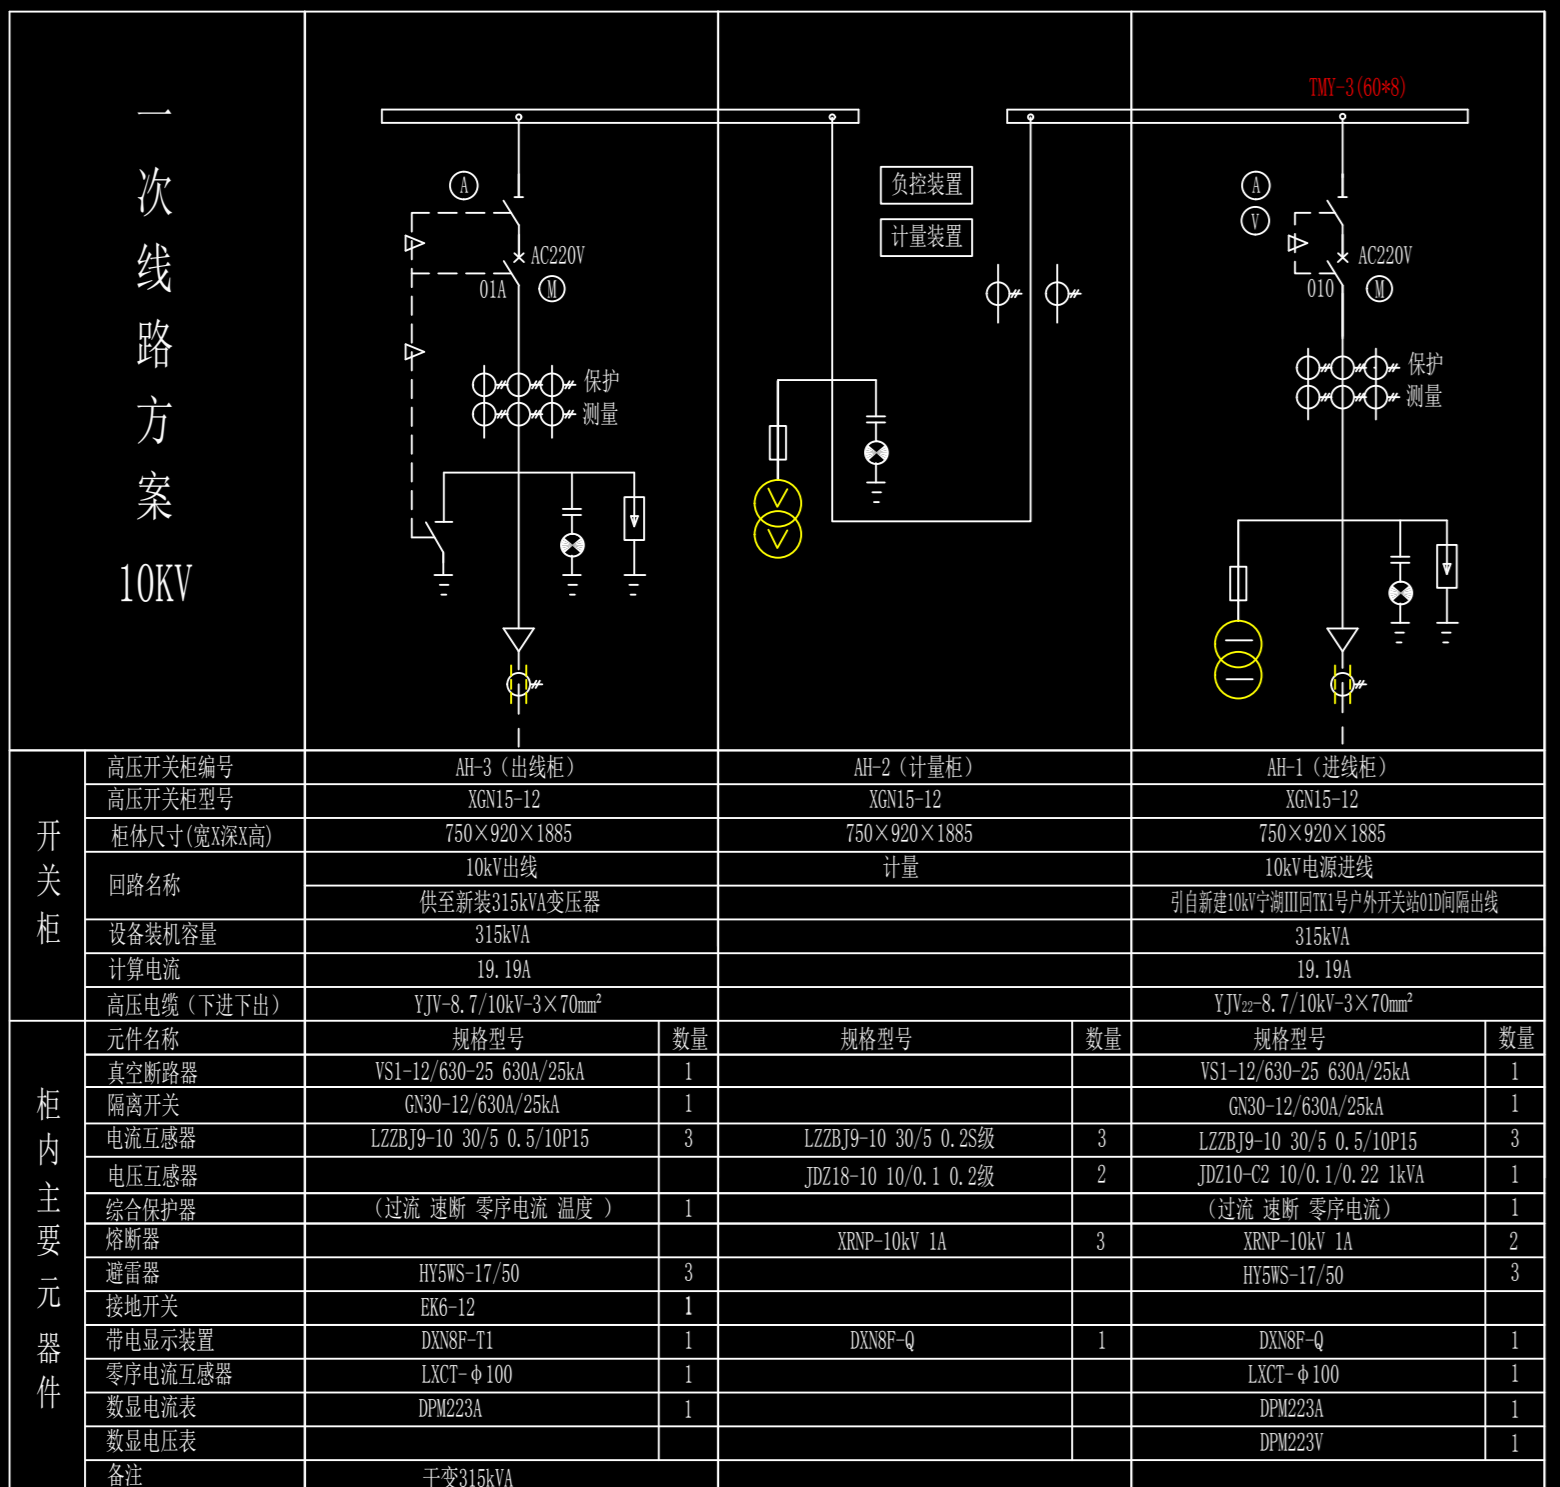 一次线路方案
10KV
TMY-3(60*8)
A
AC220V
01A
M
保护
测量
负控装置
计量装置
A
V
AC220V
010
M
保护
测量
开关柜
高压开关柜编号 AH-3（出线柜） AH-2（计量柜） AH-1（进线柜）
高压开关柜型号 XGN15-12 XGN15-12 XGN15-12
柜体尺寸(宽X深X高) 750×920×1885 750×920×1885 750×920×1885
回路名称 10kV出线 计量 10kV电源进线
供至新装315kVA变压器 引自新建10kV宁湖Ⅲ回TK1号户外开关站01D间隔出线
设备装机容量 315kVA 315kVA
计算电流 19.19A 19.19A
高压电缆（下进下出） YJV-8.7/10kV-3×70mm² YJV22-8.7/10kV-3×70mm²
柜内主要元器件
元件名称 规格型号 数量 规格型号 数量 规格型号 数量
真空断路器 VS1-12/630-25 630A/25kA 1 VS1-12/630-25 630A/25kA 1
隔离开关 GN30-12/630A/25kA 1 GN30-12/630A/25kA 1
电流互感器 LZZBJ9-10 30/5 0.5/10P15 3 LZZBJ9-10 30/5 0.2S级 3 LZZBJ9-10 30/5 0.5/10P15 3
电压互感器 JDZ18-10 10/0.1 0.2级 2 JDZ10-C2 10/0.1/0.22 1kVA 1
综合保护器 （过流 速断 零序电流 温度 ） 1 （过流 速断 零序电流） 1
熔断器 XRNP-10kV 1A 3 XRNP-10kV 1A 2
避雷器 HY5WS-17/50 3 HY5WS-17/50 3
接地开关 EK6-12 1
带电显示装置 DXN8F-T1 1 DXN8F-Q 1 DXN8F-Q 1
零序电流互感器 LXCT-φ100 1 LXCT-φ100 1
数显电流表 DPM223A 1 DPM223A 1
数显电压表 DPM223V 1
备注 干变315kVA